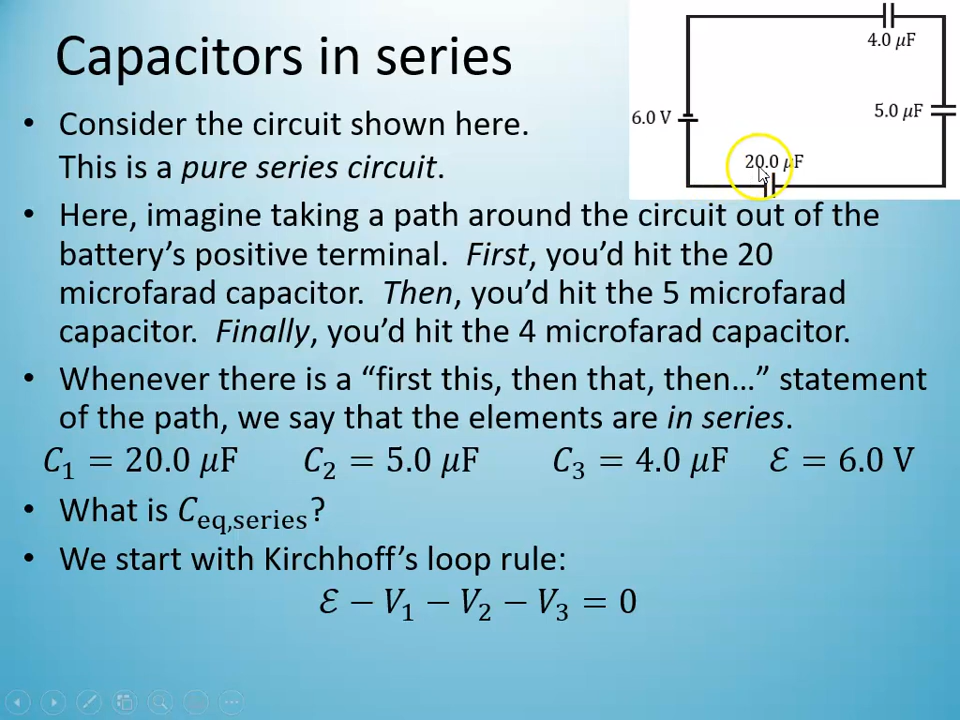 Capacitors in series
4.0 μF
5.0 μF
6.0 V
20.0 μF
• Consider the circuit shown here.
This is a pure series circuit.
• Here, imagine taking a path around the circuit out of the
battery’s positive terminal. First, you’d hit the 20
microfarad capacitor. Then, you’d hit the 5 microfarad
capacitor. Finally, you’d hit the 4 microfarad capacitor.
• Whenever there is a “first this, then that, then…” statement
of the path, we say that the elements are in series.
C₁ = 20.0 μF C₂ = 5.0 μF C₃ = 4.0 μF ℰ = 6.0 V
• What is C_eq,series?
• We start with Kirchhoff’s loop rule:
ℰ − V₁ − V₂ − V₃ = 0